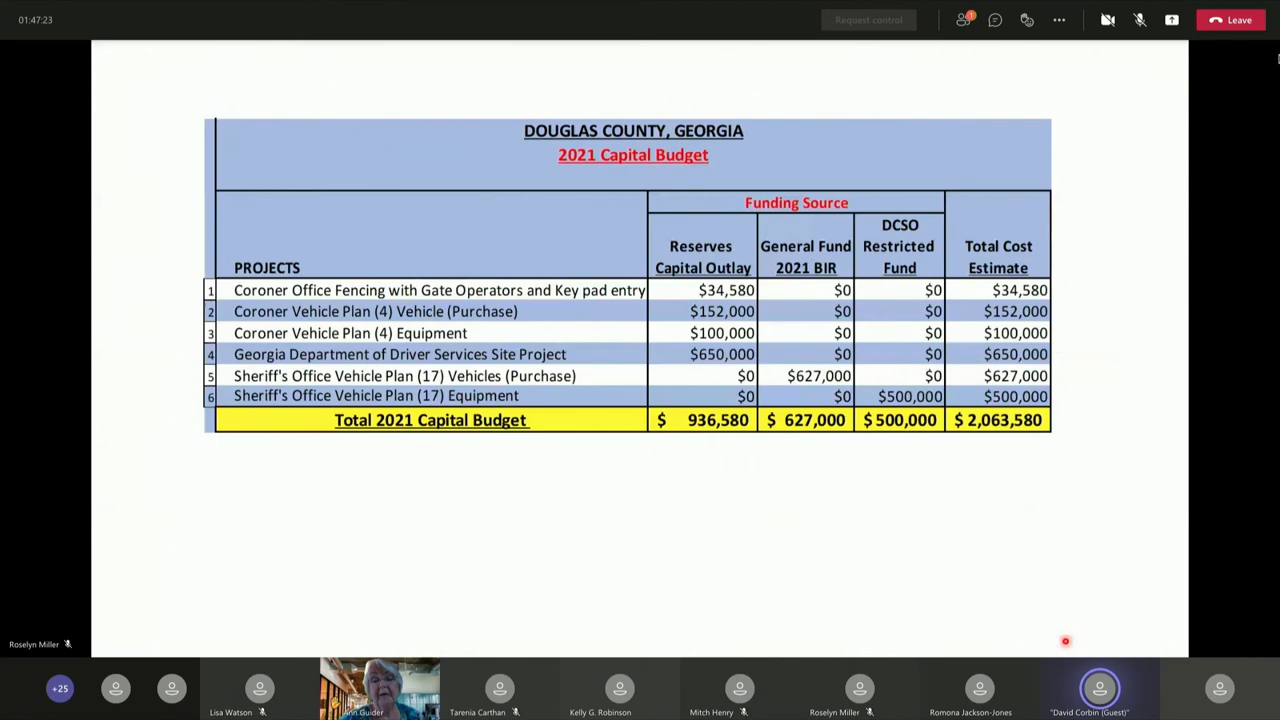 01:47:23
Request control
1
Leave
DOUGLAS COUNTY, GEORGIA
2021 Capital Budget
Funding Source
PROJECTS
Reserves Capital Outlay
General Fund 2021 BIR
DCSO Restricted Fund
Total Cost Estimate
1 Coroner Office Fencing with Gate Operators and Key pad entry $34,580 $0 $0 $34,580
2 Coroner Vehicle Plan (4) Vehicle (Purchase) $152,000 $0 $0 $152,000
3 Coroner Vehicle Plan (4) Equipment $100,000 $0 $0 $100,000
4 Georgia Department of Driver Services Site Project $650,000 $0 $0 $650,000
5 Sheriff's Office Vehicle Plan (17) Vehicles (Purchase) $0 $627,000 $0 $627,000
6 Sheriff's Office Vehicle Plan (17) Equipment $0 $0 $500,000 $500,000
Total 2021 Capital Budget $ 936,580 $ 627,000 $ 500,000 $ 2,063,580
Roselyn Miller
+25
Lisa Watson
Guider
Tarenia Carthan
Kelly G. Robinson
Mitch Henry
Roselyn Miller
Romona Jackson-Jones
"David Corbin (Guest)"